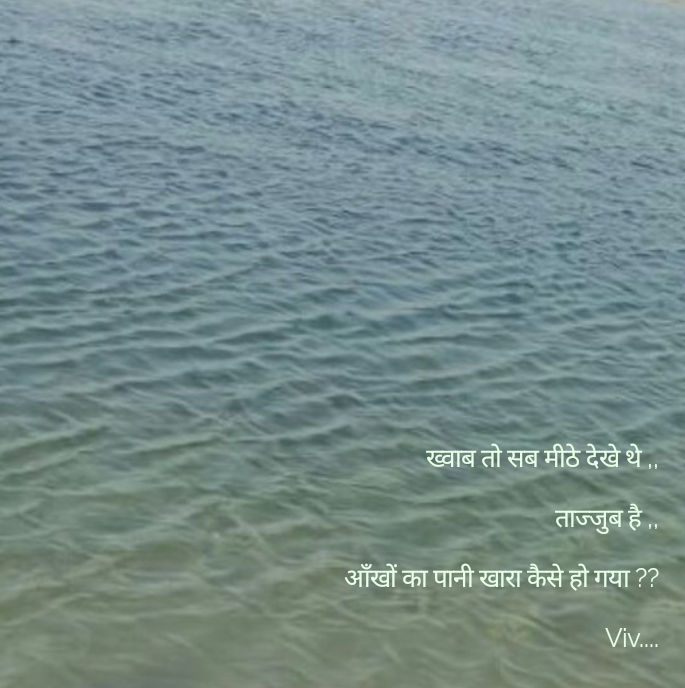 ख्वाब तो सब मीठे देखे थे ,,
ताज्जुब है ,,
आँखों का पानी खारा कैसे हो गया ??
Viv....